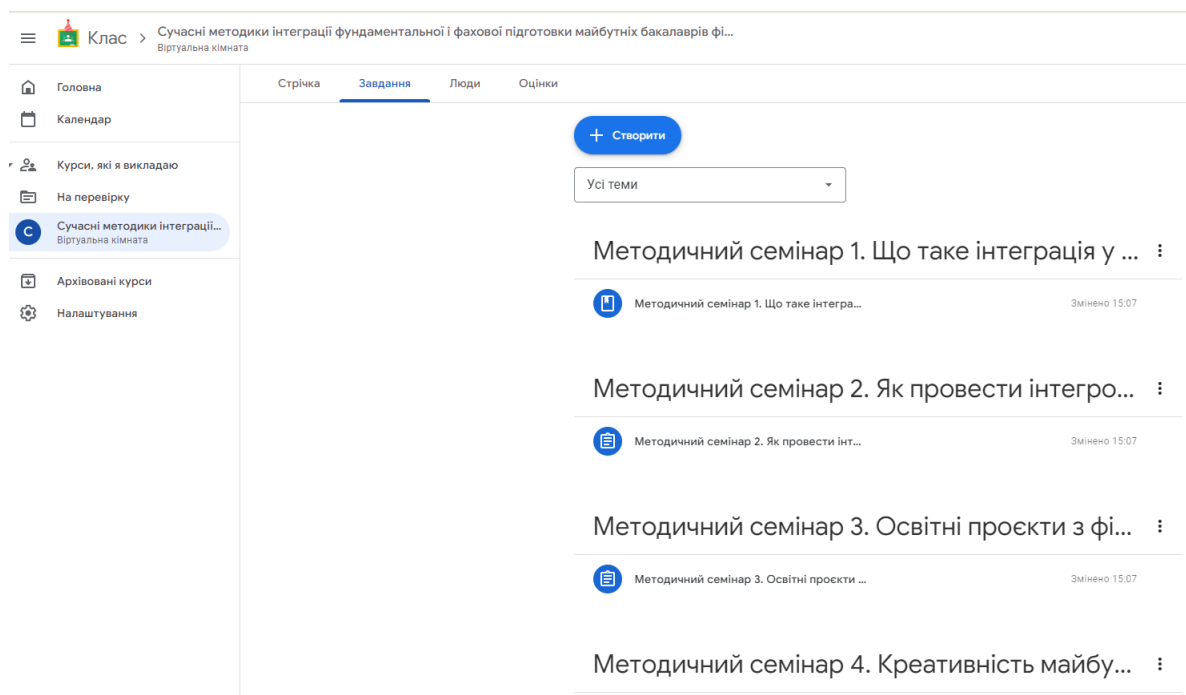 Клас > Сучасні методики інтеграції фундаментальної і фахової підготовки майбутніх бакалаврів фі...
Віртуальна кімната
Головна
Календар
Курси, які я викладаю
На перевірку
С
Сучасні методики інтеграції...
Віртуальна кімната
Архівовані курси
Налаштування
Стрічка Завдання Люди Оцінки
+ Створити
Усі теми
Методичний семінар 1. Що таке інтеграція у ...
Методичний семінар 1. Що таке інтегра... Змінено 15:07
Методичний семінар 2. Як провести інтегро...
Методичний семінар 2. Як провести інт... Змінено 15:07
Методичний семінар 3. Освітні проєкти з фі...
Методичний семінар 3. Освітні проєкти ... Змінено 15:07
Методичний семінар 4. Креативність майбу...